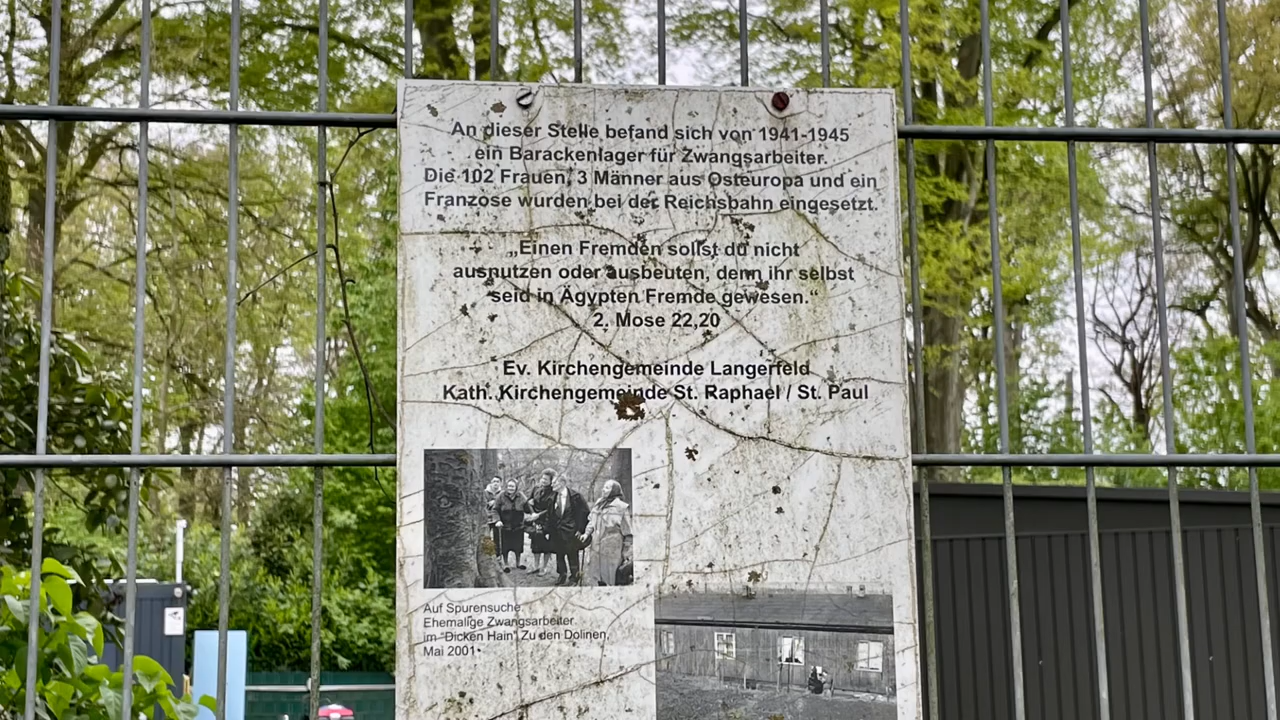 An dieser Stelle befand sich von 1941-1945
ein Barackenlager für Zwangsarbeiter.
Die 102 Frauen, 3 Männer aus Osteuropa und ein
Franzose wurden bei der Reichsbahn eingesetzt.
„Einen Fremden sollst du nicht
ausnutzen oder ausbeuten, denn ihr selbst
seid in Ägypten Fremde gewesen.“
2. Mose 22,20
Ev. Kirchengemeinde Langerfeld
Kath. Kirchengemeinde St. Raphael / St. Paul
Auf Spurensuche
Ehemalige Zwangsarbeiter
im "Dicken Hain" Zu den Dolinen,
Mai 2001